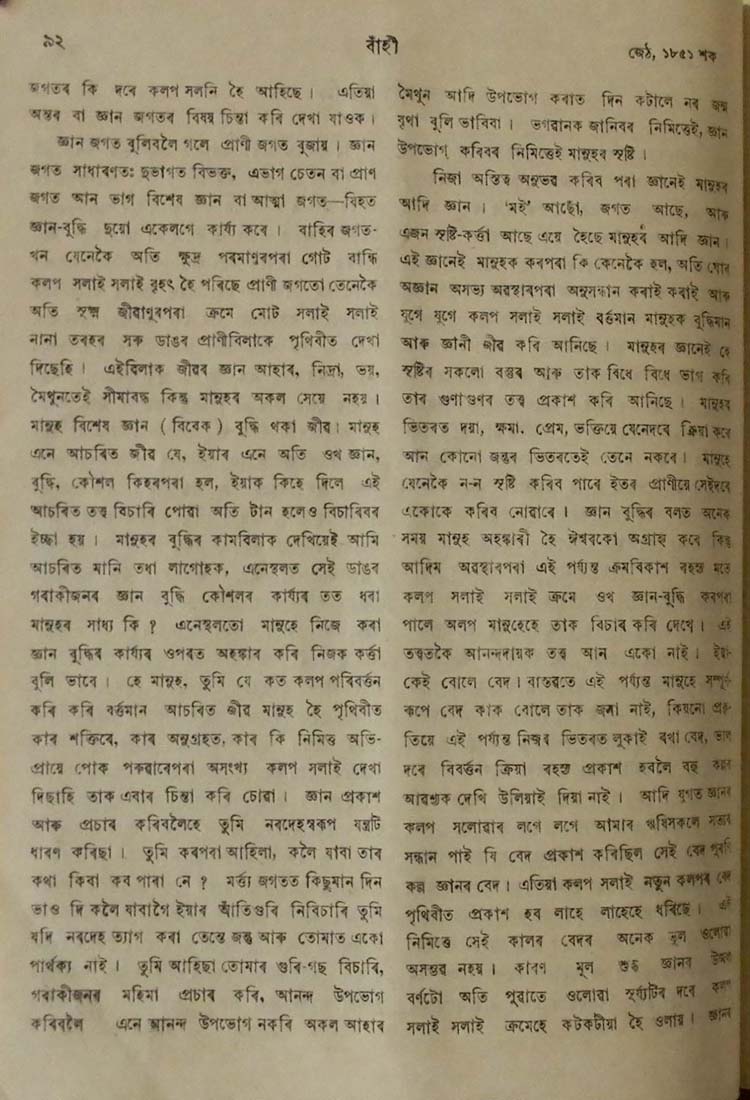 ৯২
বাঁহী
জেঠ, ১৮৫১ শক
জগতৰ কি দৰে কলপ সলনি হৈ আহিছে। এতিয়া
অন্তৰ বা জ্ঞান জগতৰ বিষয় চিন্তা কৰি দেখা যাওক।
জ্ঞান জগত বুলিবলৈ গলে প্ৰাণী জগত বুজায়। জ্ঞান
জগত সাধাৰণতঃ দুভাগত বিভক্ত, এভাগ চেতন বা প্ৰাণ
জগত আন ভাগ বিশেষ জ্ঞান বা আত্মা জগত—বিহত
জ্ঞান-বুদ্ধি দুয়ো একেলগে কাৰ্য্য কৰে। বাহিৰ জগত-
খন যেনেকৈ অতি ক্ষুদ্ৰ পৰমাণুৰপৰা গোট বান্ধি
কলপ সলাই সলাই বৃহৎ হৈ পৰিছে প্ৰাণী জগতো তেনেকৈ
অতি সুক্ষ্ম জীৱাণুৰপৰা ক্ৰমে মোট সলাই সলাই
নানা তৰহৰ সৰু ডাঙৰ প্ৰাণীবিলাকে পৃথিবীত দেখা
দিছেহি। এইবিলাক জীৱৰ জ্ঞান আহাৰ, নিদ্ৰা, ভয়,
মৈথুনতেই সীমাবদ্ধ কিন্তু মানুহৰ অকল সেয়ে নহয়।
মানুহ বিশেষ জ্ঞান (বিবেক) বুদ্ধি থকা জীৱ। মানুহ
এনে আচৰিত জীৱ যে, ইয়াৰ এনে অতি ওখ জ্ঞান,
বুদ্ধি, কৌশল কিহৰপৰা হল, ইয়াক কিহে দিলে এই
আচৰিত তত্ত্ব বিচাৰি পোৱা অতি টান হলেও বিচাৰিবৰ
ইচ্ছা হয়। মানুহৰ বুদ্ধিৰ কামবিলাক দেখিয়েই আমি
আচৰিত মানি তধা লাগোহক, এনেস্থলত সেই ডাঙৰ
গৰাকীজনৰ জ্ঞান বুদ্ধি কৌশলৰ কাৰ্য্যৰ তত ধৰা
মানুহৰ সাধ্য কি? এনেস্থলতো মানুহে নিজে কৰা
জ্ঞান বুদ্ধিৰ কাৰ্য্যৰ ওপৰত অহঙ্কাৰ কৰি নিজক কৰ্ত্তা
বুলি ভাবে। হে মানুহ, তুমি যে কত কলপ পৰিবৰ্ত্তন
কৰি কৰি বৰ্ত্তমান আচৰিত জীৱ মানুহ হৈ পৃথিবীত
কাৰ শক্তিৰে, কাৰ অনুগ্ৰহত, কাৰ কি নিমিত্ত অভি-
প্ৰায়ে পোক পৰুৱাৰেপৰা অসংখ্য কলপ সলাই দেখা
দিছাহি তাক এবাৰ চিন্তা কৰি চোৱা। জ্ঞান প্ৰকাশ
আৰু প্ৰচাৰ কৰিবলৈহে তুমি নৰদেহস্বৰূপ যন্ত্ৰটি
ধাৰণ কৰিছা। তুমি কৰপৰা আহিলা, কলৈ যাবা তাৰ
কথা কিবা কব পাৰা নে? মৰ্ত্ত্য জগতত কিছুমান দিন
ভাও দি কলৈ যাবাগৈ ইয়াৰ আঁতিগুৰি নিবিচাৰি তুমি
যদি নৰদেহ ত্যাগ কৰা তেন্তে জন্তু আৰু তোমাত একো
পাৰ্থক্য নাই। তুমি আহিছা তোমাৰ গুৰি-গছ বিচাৰি,
গৰাকীজনৰ মহিমা প্ৰচাৰ কৰি, আনন্দ উপভোগ
কৰিবলৈ এনে আনন্দ উপভোগ নকৰি অকল আহাৰ
মৈথুন আদি উপভোগ কৰাত দিন কটালে নৰ জন্ম
বৃথা বুলি ভাবিবা। ভগৱানক জানিবৰ নিমিত্তেই, জ্ঞান
উপভোগ কৰিবৰ নিমিত্তেই মানুহৰ সৃষ্টি।
নিজা অস্তিত্ব অনুভৱ কৰিব পৰা জ্ঞানেই মানুহৰ
আদি জ্ঞান। 'মই' আছোঁ, জগত আছে, আৰু
এজন সৃষ্টি-কৰ্ত্তা আছে এয়ে হৈছে মানুহৰ আদি জ্ঞান।
এই জ্ঞানেই মানুহক কৰপৰা কি কেনেকৈ হল, অতি ঘোৰ
অজ্ঞান অসভ্য অৱস্থাৰপৰা অনুসন্ধান কৰাই কৰাই আৰু
যুগে যুগে কলপ সলাই সলাই বৰ্ত্তমান মানুহক বুদ্ধিমান
আৰু জ্ঞানী জীৱ কৰি আনিছে। মানুহৰ জ্ঞানেই হে
সৃষ্টিৰ সকলো বস্তুৰ আৰু তাক বিধে বিধে ভাগ কৰি
তাৰ গুণাগুণৰ তত্ত্ব প্ৰকাশ কৰি আনিছে। মানুহৰ
ভিতৰত দয়া, ক্ষমা, প্ৰেম, ভক্তিয়ে যেনেদৰে ক্ৰিয়া কৰে
আন কোনো জন্তুৰ ভিতৰতেই তেনে নকৰে। মানুহে
যেনেকৈ ন-ন সৃষ্টি কৰিব পাৰে ইতৰ প্ৰাণীয়ে সেইদৰে
একোকে কৰিব নোৱাৰে। জ্ঞান বুদ্ধিৰ বলত অনেক
সময় মানুহ অহঙ্কাৰী হৈ ঈশ্বৰকো অগ্ৰাহ্য কৰে কিন্তু
আদিম অৱস্থাৰপৰা এই পৰ্য্যন্ত ক্ৰমবিকাশ ৰহস্য মতে
কলপ সলাই সলাই ক্ৰমে ওখ জ্ঞান-বুদ্ধি কৰপৰা
পালে অলপ মানুহেহে তাক বিচাৰ কৰি দেখে। এই
তত্ত্বতকৈ আনন্দদায়ক তত্ত্ব আন একো নাই। ইয়া-
কেই বোলে বেদ। বাস্তৱতে এই পৰ্য্যন্ত মানুহে সম্পূৰ্ণ-
ৰূপে বেদ কাক বোলে তাক জনা নাই, কিয়নো প্ৰকৃ-
তিয়ে এই পৰ্য্যন্ত নিজৰ ভিতৰত লুকাই ৰখা বেদ, ভাল
দৰে বিবৰ্ত্তন ক্ৰিয়া ৰহস্য প্ৰকাশ হবলৈ বহু কলপৰ
আৱশ্যক দেখি উলিয়াই দিয়া নাই। আদি যুগত জ্ঞানৰ
কলপ সলোৱাৰ লগে লগে আমাৰ ঋষিসকলে সত্যৰ
সন্ধান পাই যি বেদ প্ৰকাশ কৰিছিল সেই বেদ পুৰণি
কল্প জ্ঞানৰ বেদ। এতিয়া কলপ সলাই নতুন কলপৰ বেদ
পৃথিবীত প্ৰকাশ হব লাহে লাহেহে ধৰিছে। এই
নিমিত্তে সেই কালৰ বেদৰ অনেক মূল ওলোৱা
অসম্ভৱ নহয়। কাৰণ মূল শুদ্ধ জ্ঞানৰ উজ্জ্বল
বৰ্ণটো অতি পুৱাতে ওলোৱা সূৰ্য্যটিৰ দৰে কলপ
সলাই সলাই ক্ৰমেহে কটকটীয়া হৈ ওলায়। জ্ঞানৰ